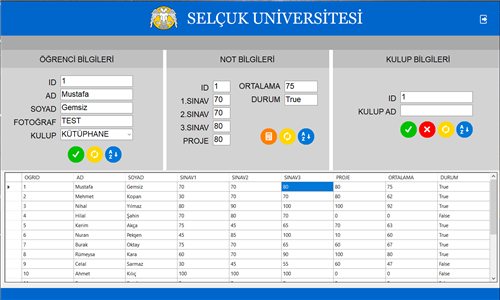 SELÇUK UNİVERSİTESİ
ÖĞRENCİ BİLGİLERİ
ID 1
AD Mustafa
SOYAD Gemsiz
FOTOĞRAF TEST
KULUP KÜTÜPHANE
NOT BİLGİLERİ
ID 1 ORTALAMA 75
1.SINAV 70 DURUM True
2.SINAV 70
3.SINAV 80
PROJE 80
KULUP BİLGİLERİ
ID 1
KULUP AD
OGRID AD SOYAD SINAV1 SINAV2 SINAV3 PROJE ORTALAMA DURUM
1 Mustafa Gemsiz 70 70 80 80 75 True
2 Mehmet Kopan 30 70 70 80 62 True
3 Nihal Yılmaz 80 90 100 100 92 True
4 Hilal Şahin 70 80 70 0 0 False
5 Kerim Akça 75 45 65 70 63 True
6 Nuran Pekşen 45 85 100 10 60 True
7 Burak Oktay 75 65 65 60 67 True
8 Rümeysa Kara 60 70 90 100 80 True
9 Celal Sarmaz 30 55 60 40 47 False
10 Ahmet Kılıç 100 100 100 0 0 False